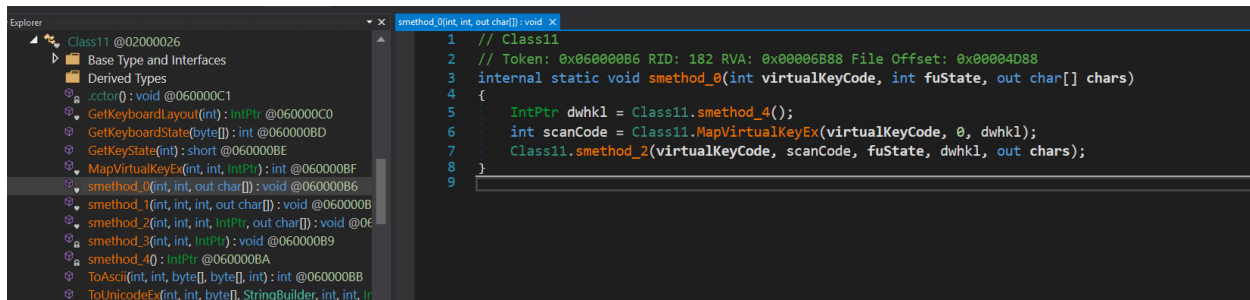 Explorer
Class11 @02000026
Base Type and Interfaces
Derived Types
.cctor() : void @060000C1
GetKeyboardLayout(int) : IntPtr @060000C0
GetKeyboardState(byte[]) : int @060000BD
GetKeyState(int) : short @060000BE
MapVirtualKeyEx(int, int, IntPtr) : int @060000BF
smethod_0(int, int, out char[]) : void @060000B6
smethod_1(int, int, int, out char[]) : void @060000B
smethod_2(int, int, int, IntPtr, out char[]) : void @06
smethod_3(int, int, IntPtr) : void @060000B9
smethod_4() : IntPtr @060000BA
ToAscii(int, int, byte[], byte[], int) : int @060000BB
ToUnicodeEx(int, int, byte[], StringBuilder, int, int, In
smethod_0(int, int, out char[]) : void X
1 // Class11
2 // Token: 0x060000B6 RID: 182 RVA: 0x00006B88 File Offset: 0x00004D88
3 internal static void smethod_0(int virtualKeyCode, int fuState, out char[] chars)
4 {
5 IntPtr dwhkl = Class11.smethod_4();
6 int scanCode = Class11.MapVirtualKeyEx(virtualKeyCode, 0, dwhkl);
7 Class11.smethod_2(virtualKeyCode, scanCode, fuState, dwhkl, out chars);
8 }
9